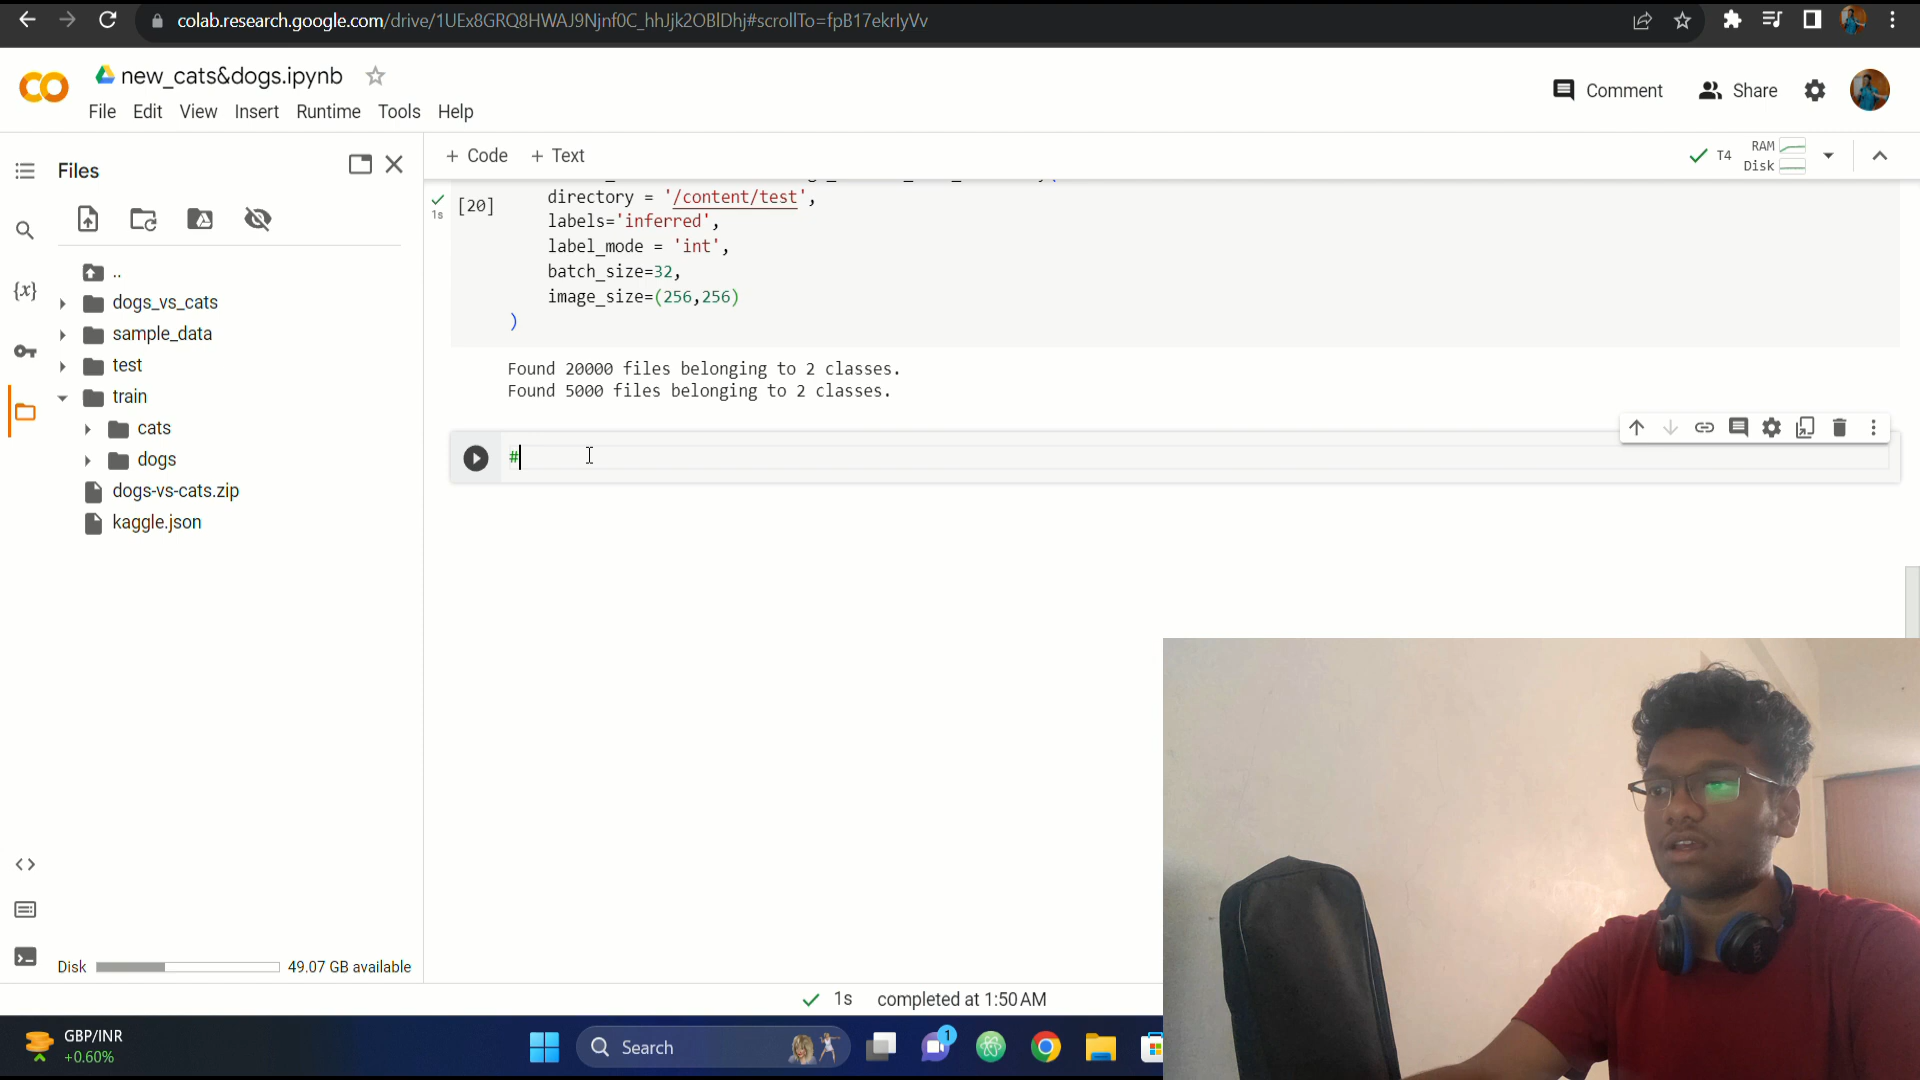 colab.research.google.com/drive/1UEx8GRQ8HWAJ9Njnf0C_hhJjk2OBlDhj#scrollTo=fpB17ekrIyVv
new_cats&dogs.ipynb
File Edit View Insert Runtime Tools Help
Comment
Share
Files
+ Code + Text
T4
RAM
Disk
..
dogs_vs_cats
sample_data
test
train
cats
dogs
dogs-vs-cats.zip
kaggle.json
{x}
1s
[20]
directory = '/content/test',
labels='inferred',
label_mode = 'int',
batch_size=32,
image_size=(256,256)
)
Found 20000 files belonging to 2 classes.
Found 5000 files belonging to 2 classes.
#
Disk
49.07 GB available
1s completed at 1:50 AM
GBP/INR
+0.60%
Search
1